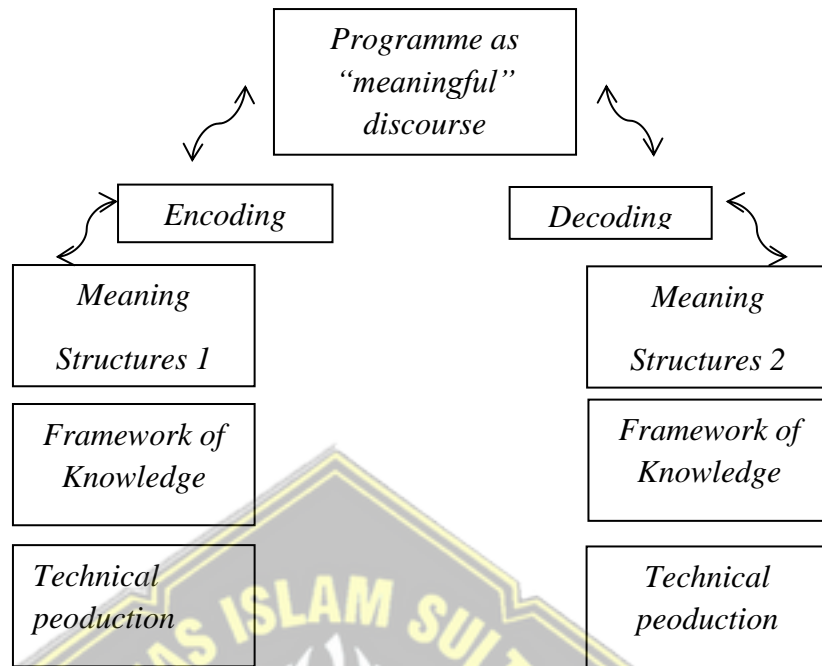 Programme as
“meaningful”
discourse
Encoding
Decoding
Meaning
Structures 1
Meaning
Structures 2
Framework of
Knowledge
Framework of
Knowledge
Technical
peoduction
Technical
peoduction
ISLAM